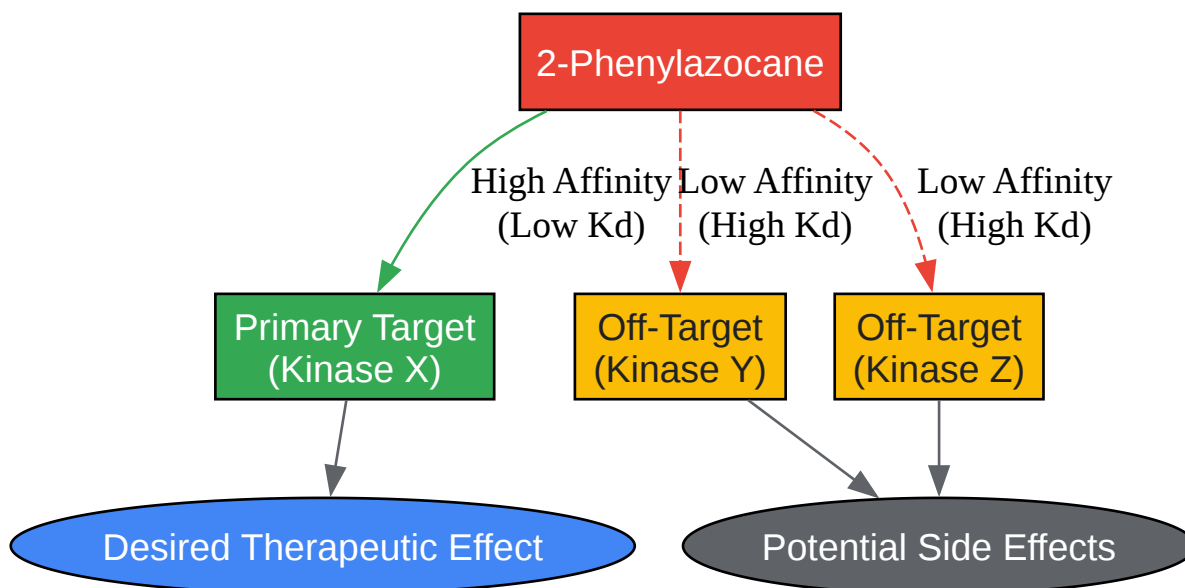 2-Phenylazocane
High Affinity
(Low Kd)
Low Affinity
(High Kd)
Low Affinity
(High Kd)
Primary Target
(Kinase X)
Off-Target
(Kinase Y)
Off-Target
(Kinase Z)
Desired Therapeutic Effect
Potential Side Effects